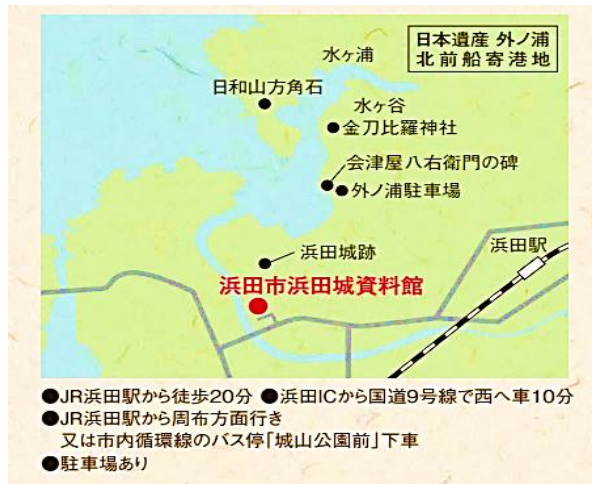 日本遺産 外ノ浦
北前船寄港地
水ヶ浦
日和山方角石
水ヶ谷
金刀比羅神社
会津屋八右衛門の碑
外ノ浦駐車場
浜田駅
浜田城跡
浜田市浜田城資料館
●JR浜田駅から徒歩20分 ●浜田ICから国道9号線で西へ車10分
●JR浜田駅から周布方面行き
又は市内循環線のバス停「城山公園前」下車
●駐車場あり